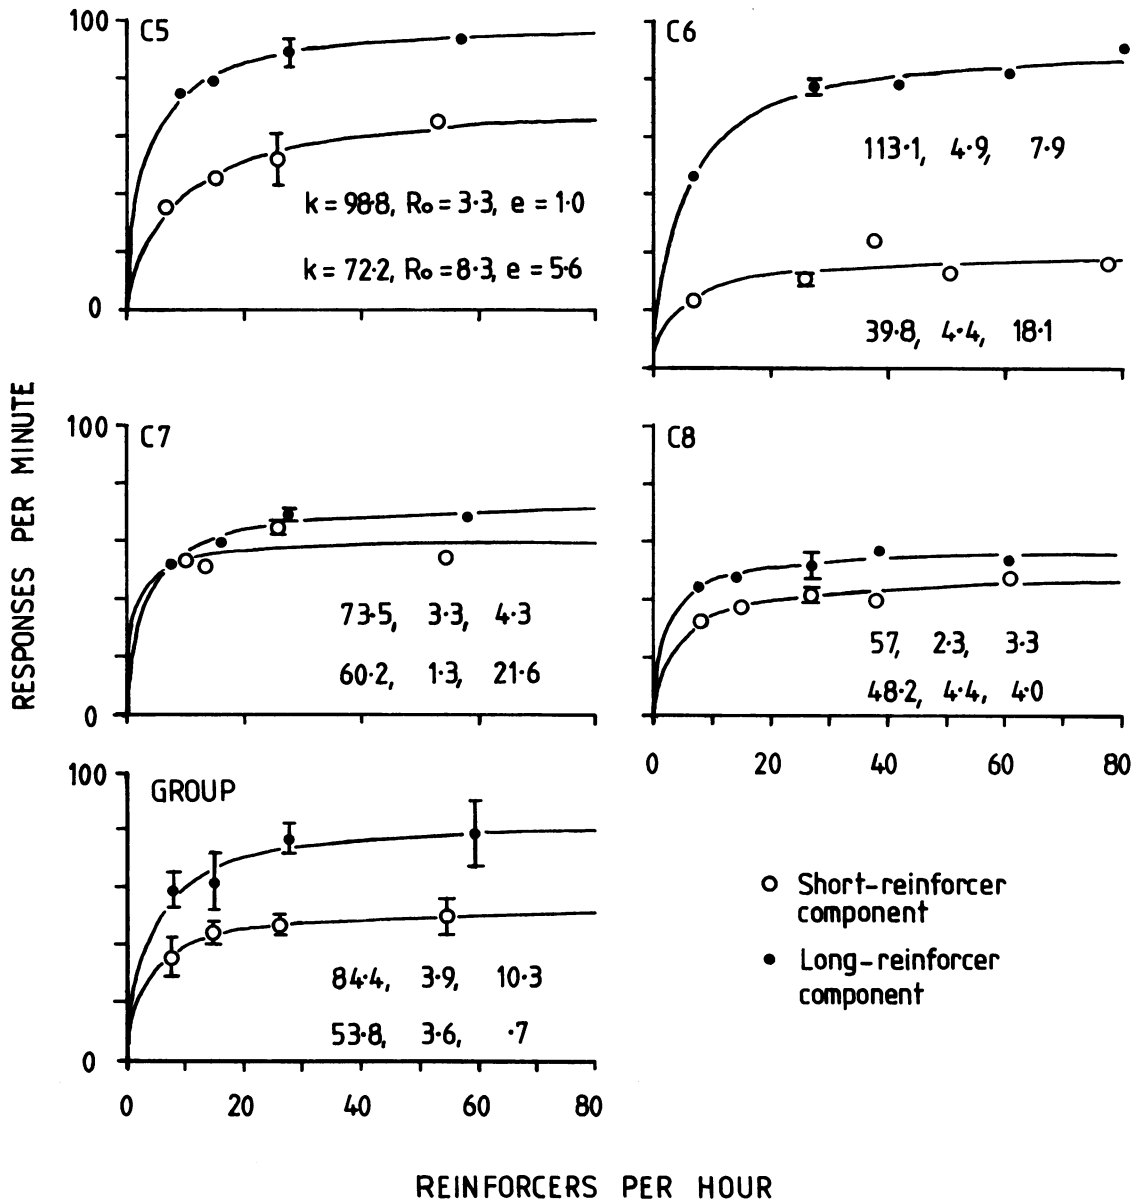 100
C5
k = 98·8, Ro = 3·3, e = 1·0
k = 72·2, Ro = 8·3, e = 5·6
0
C6
113·1, 4·9, 7·9
39·8, 4·4, 18·1
100
C7
73·5, 3·3, 4·3
60·2, 1·3, 21·6
0
C8
57, 2·3, 3·3
48·2, 4·4, 4·0
0 20 40 60 80
100
GROUP
84·4, 3·9, 10·3
53·8, 3·6, ·7
0
0 20 40 60 80
Short-reinforcer
component
Long-reinforcer
component
RESPONSES PER MINUTE
REINFORCERS PER HOUR